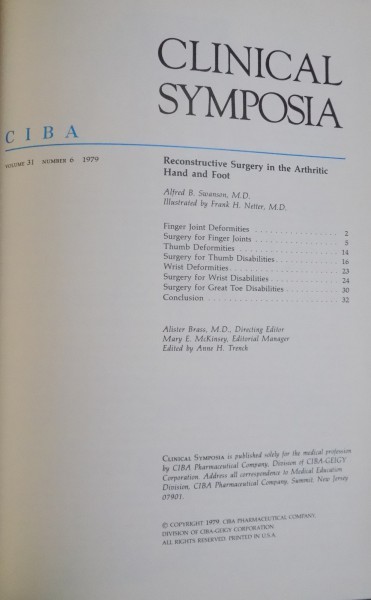 CLINICAL
SYMPOSIA
CIBA
VOLUME 31 NUMBER 6 1979
Reconstructive Surgery in the Arthritic
Hand and Foot
Alfred B. Swanson, M.D.
Illustrated by Frank H. Netter, M.D.
Finger Joint Deformities . . . . . . . . . . . . . . . . 2
Surgery for Finger Joints . . . . . . . . . . . . . . . . 5
Thumb Deformities . . . . . . . . . . . . . . . . . . . 14
Surgery for Thumb Disabilities . . . . . . . . . . . . 16
Wrist Deformities . . . . . . . . . . . . . . . . . . . . 23
Surgery for Wrist Disabilities . . . . . . . . . . . . . 24
Surgery for Great Toe Disabilities . . . . . . . . . . 30
Conclusion . . . . . . . . . . . . . . . . . . . . . . . . 32
Alister Brass, M.D., Directing Editor
Mary E. McKinsey, Editorial Manager
Edited by Anne H. Trench
CLINICAL SYMPOSIA is published solely for the medical profession
by CIBA Pharmaceutical Company, Division of CIBA-GEIGY
Corporation. Address all correspondence to Medical Education
Division, CIBA Pharmaceutical Company, Summit, New Jersey
07901.
© COPYRIGHT 1979 CIBA PHARMACEUTICAL COMPANY,
DIVISION OF CIBA-GEIGY CORPORATION
ALL RIGHTS RESERVED. PRINTED IN U.S.A.